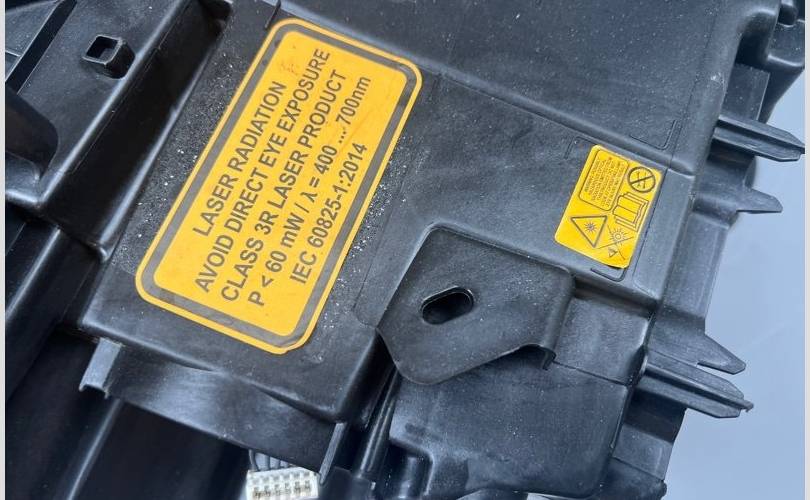 LASER RADIATION
AVOID DIRECT EYE EXPOSURE
CLASS 3R LASER PRODUCT
P < 60 mW / λ = 400 ... 700nm
IEC 60825-1:2014